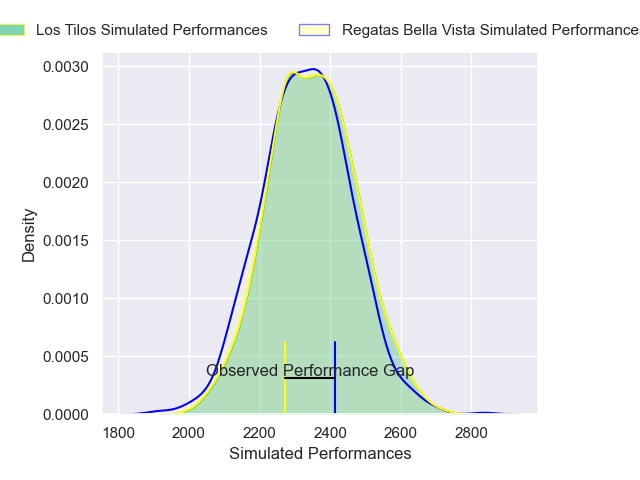 Los Tilos Simulated Performances
Regatas Bella Vista Simulated Performance
0.0030
0.0025
0.0020
0.0015
0.0010
0.0005
0.0000
Density
Observed Performance Gap
1800 2000 2200 2400 2600 2800
Simulated Performances